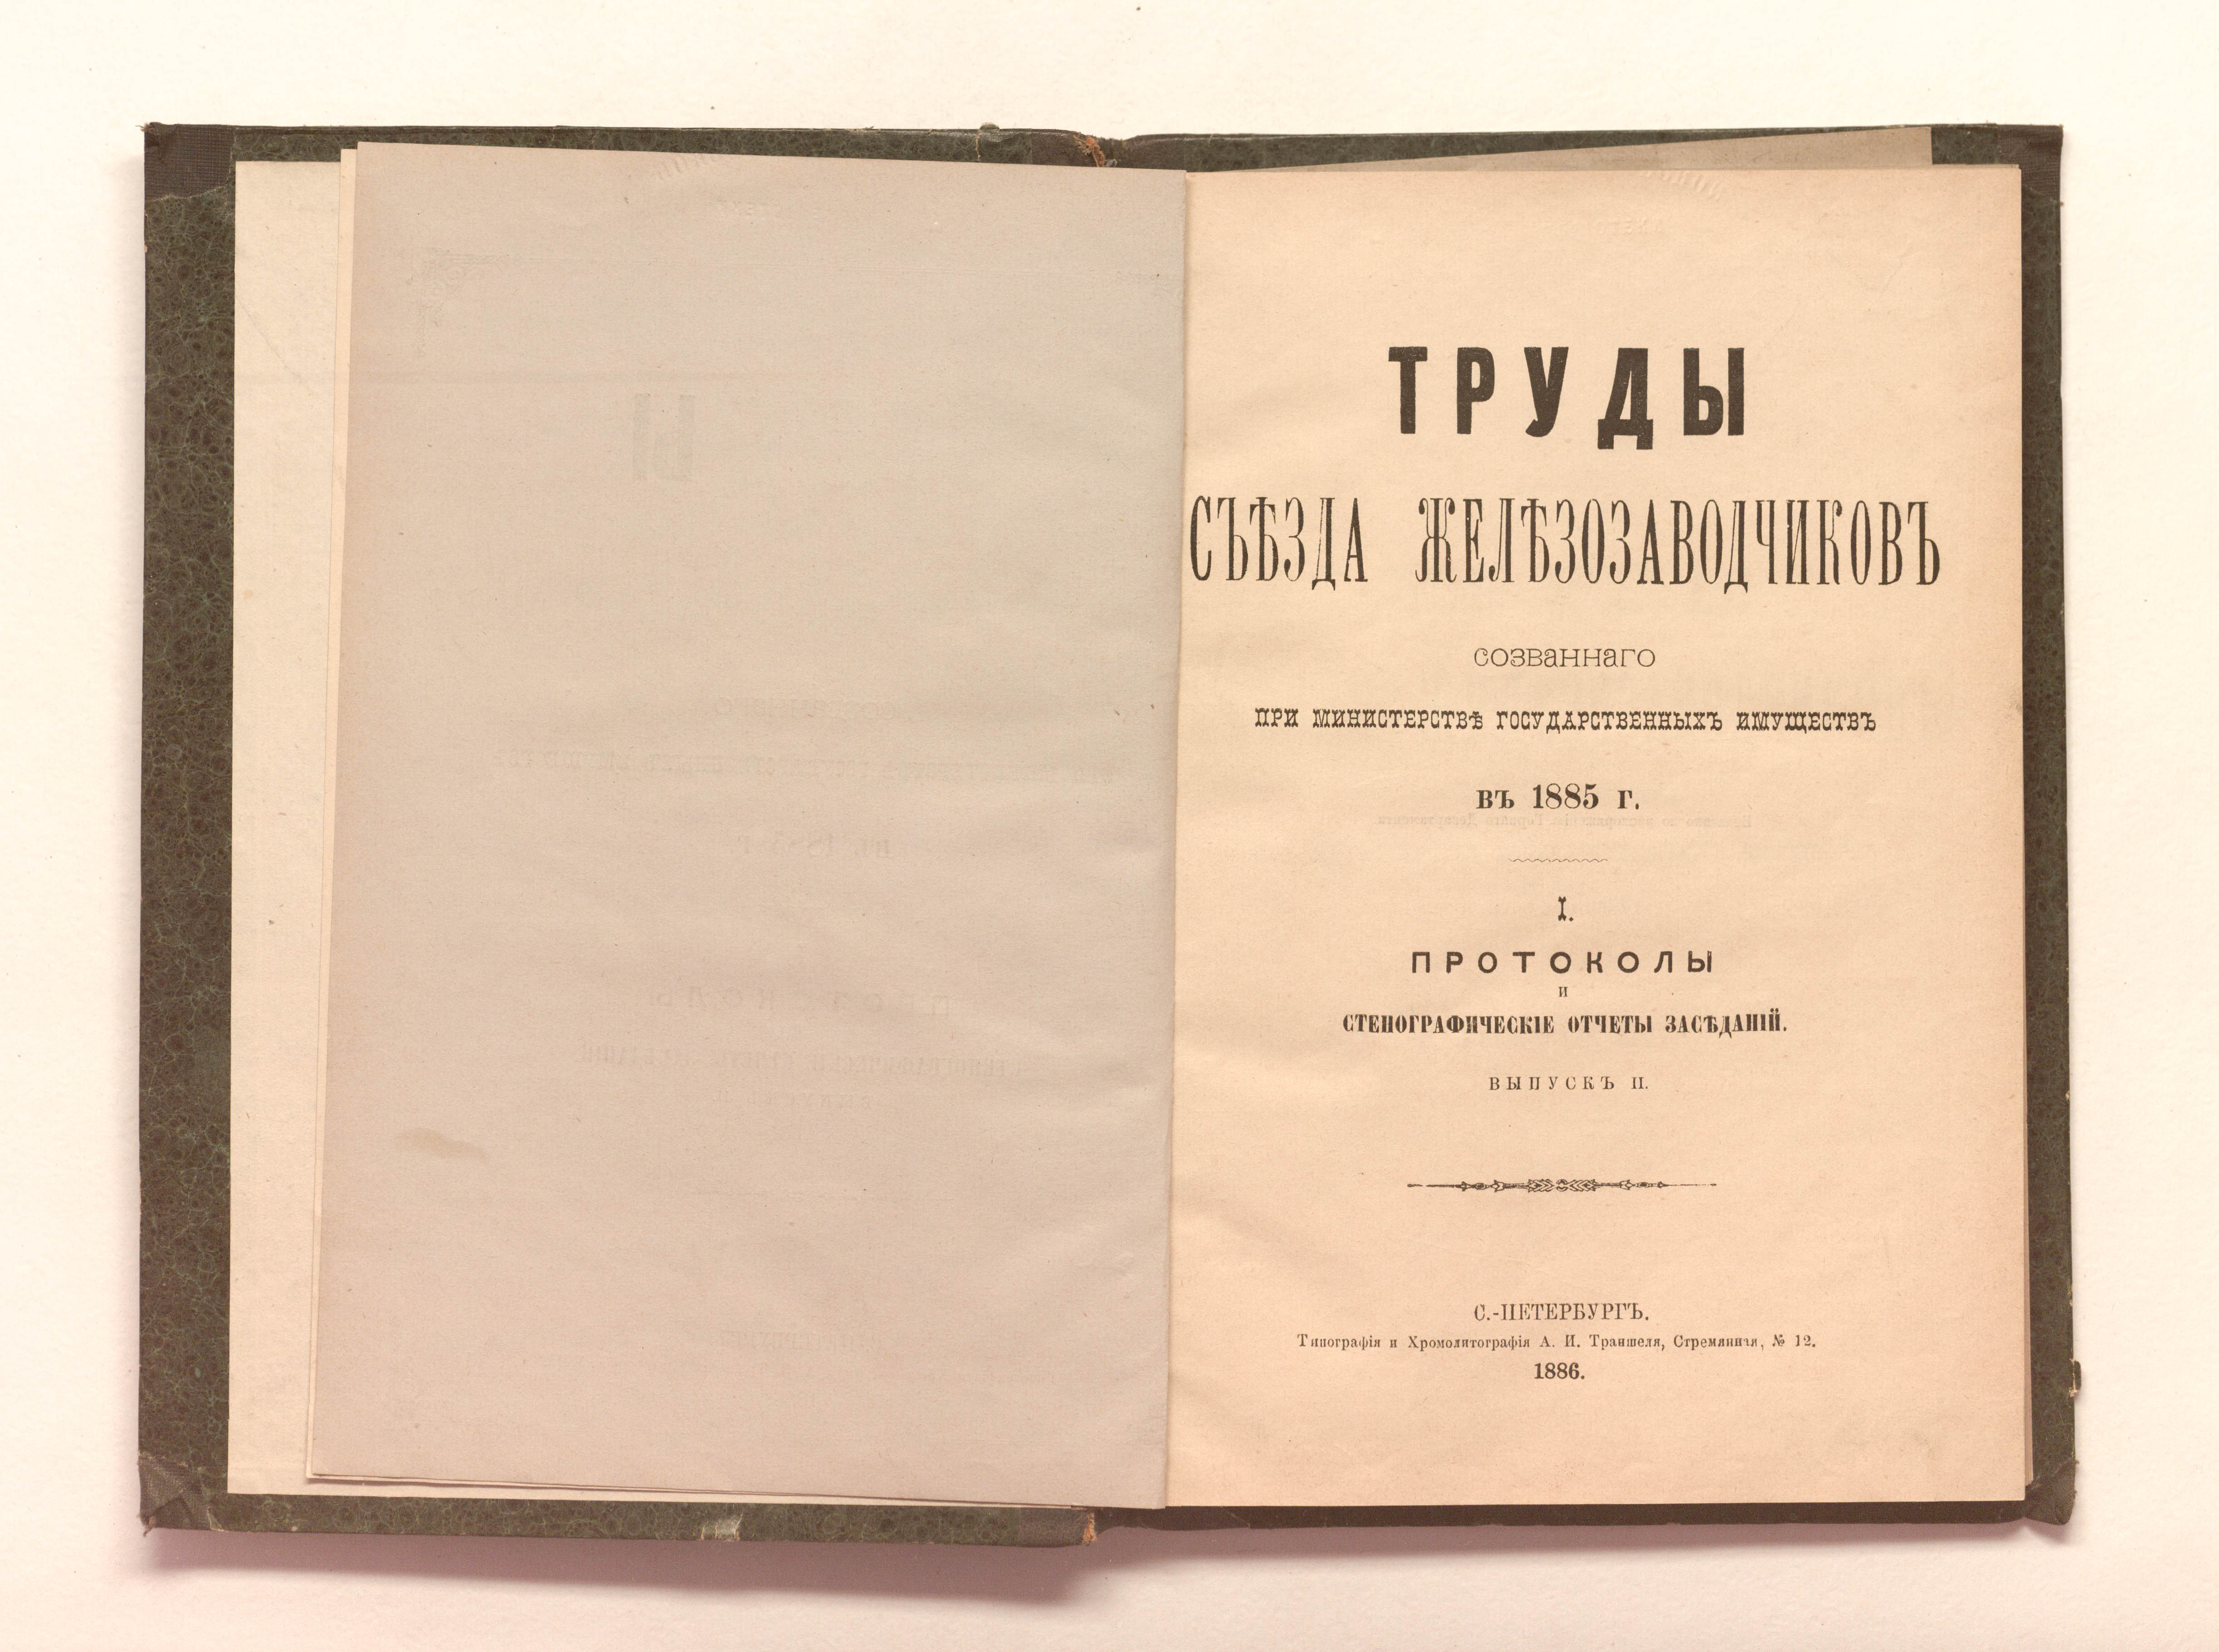 ТРУДЫ
СЪѢЗДА ЖЕЛѢЗОЗАВОДЧИКОВЪ
СОЗВАННАГО
ПРИ МИНИСТЕРСТВѢ ГОСУДАРСТВЕННЫХЪ ИМУЩЕСТВЪ
въ 1885 г.
I.
ПРОТОКОЛЫ
И
СТЕНОГРАФИЧЕСКІЕ ОТЧЕТЫ ЗАСѢДАНІЙ.
ВЫПУСКЪ II.
С.-ПЕТЕРБУРГЪ.
Типографія и Хромолитографія А. И. Траншеля, Стремянная, № 12.
1886.